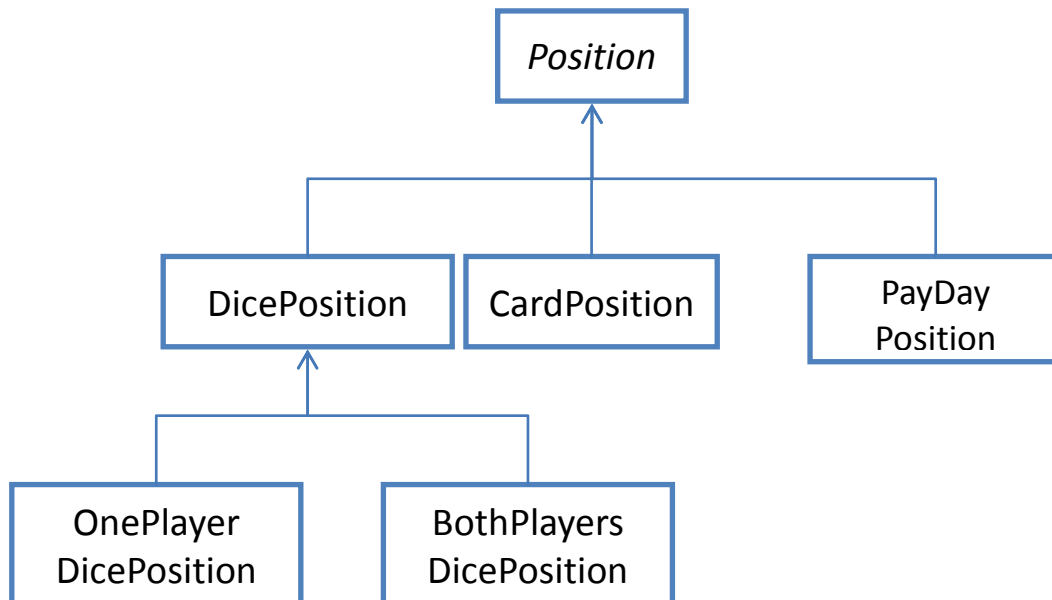 Position
DicePosition
CardPosition
PayDay
Position
OnePlayer
DicePosition
BothPlayers
DicePosition